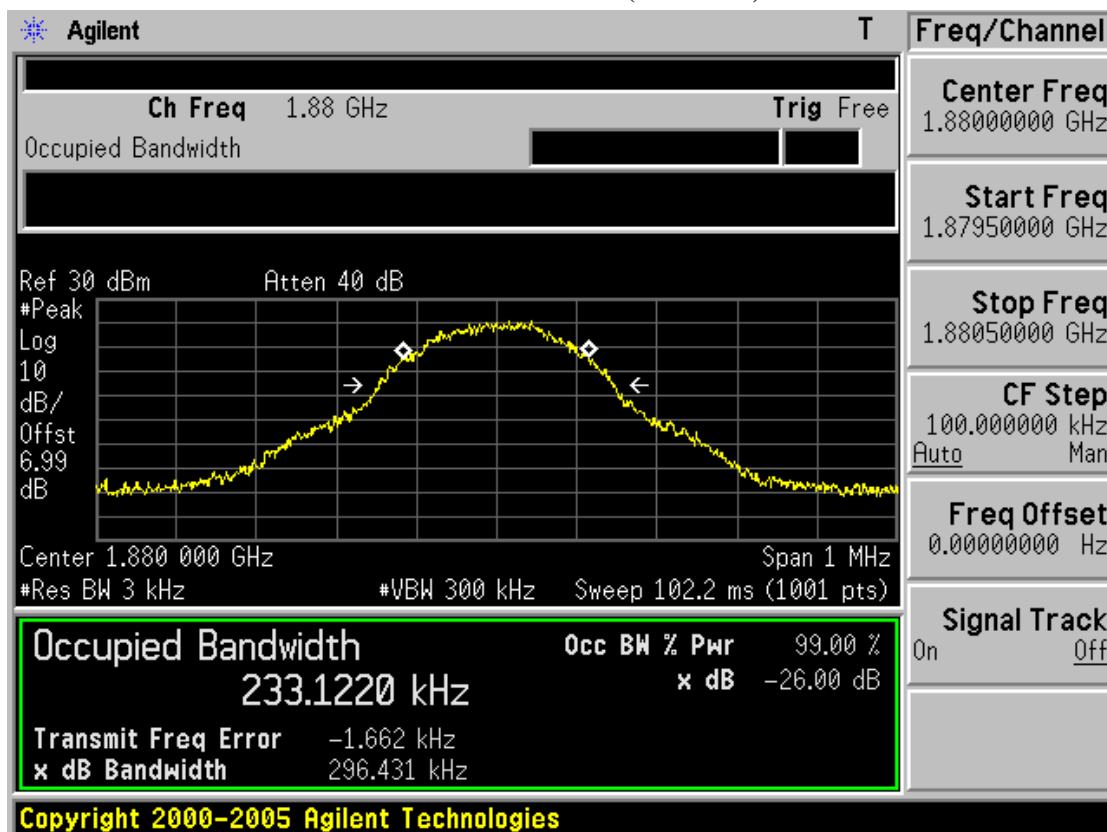 Agilent T
Freq/Channel
Ch Freq 1.88 GHz Trig Free
Occupied Bandwidth
Center Freq
1.88000000 GHz
Start Freq
1.87950000 GHz
Stop Freq
1.88050000 GHz
CF Step
100.000000 kHz
Auto Man
Freq Offset
0.00000000 Hz
Signal Track
On Off
Ref 30 dBm Atten 40 dB
#Peak
Log
10
dB/
Offst
6.99
dB
Center 1.880 000 GHz Span 1 MHz
#Res BW 3 kHz #VBW 300 kHz Sweep 102.2 ms (1001 pts)
Occupied Bandwidth Occ BW % Pwr 99.00 %
233.1220 kHz x dB -26.00 dB
Transmit Freq Error -1.662 kHz
x dB Bandwidth 296.431 kHz
Copyright 2000-2005 Agilent Technologies